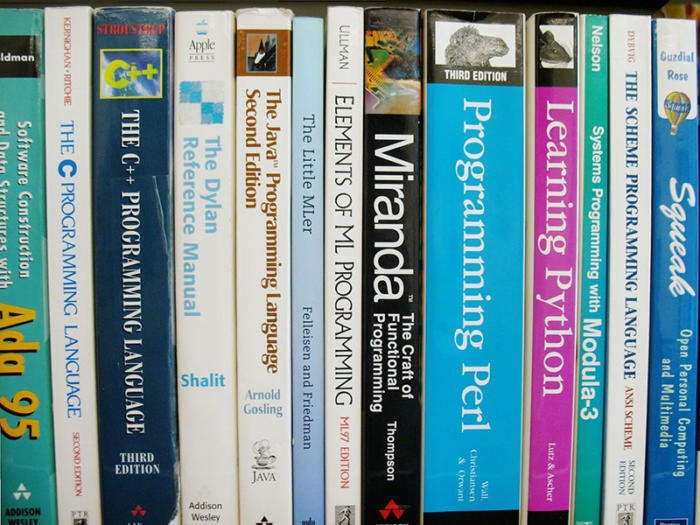 ldman
Software Construction
and Data Structures with
Ada 95
ADDISON
WESLEY
KERNIGHAN • RITCHIE
THE C PROGRAMMING LANGUAGE
SECOND EDITION
PTR
STROUSTRUP
C++
THE C++ PROGRAMMING LANGUAGE
THIRD
EDITION
Apple
PRESS
The Dylan
Reference Manual
Shalit
Addison
Wesley
The Java™ Programming Language
Second Edition
Arnold
Gosling
JAVA
The Little MLer
Felleisen and Friedman
ULLMAN
ELEMENTS OF ML PROGRAMMING
ML97 EDITION
Miranda™
The Craft of
Functional
Programming
Thompson
THIRD EDITION
Programming Perl
Wall,
Christiansen
& Orwant
Learning Python
Lutz & Ascher
Nelson
Systems Programming with Modula-3
DYBVIG
THE SCHEME PROGRAMMING LANGUAGE
ANSI SCHEME
SECOND
EDITION
PTR
Guzdial
Rose
Squeak
Squeak
Open Personal Computing
and Multimedia